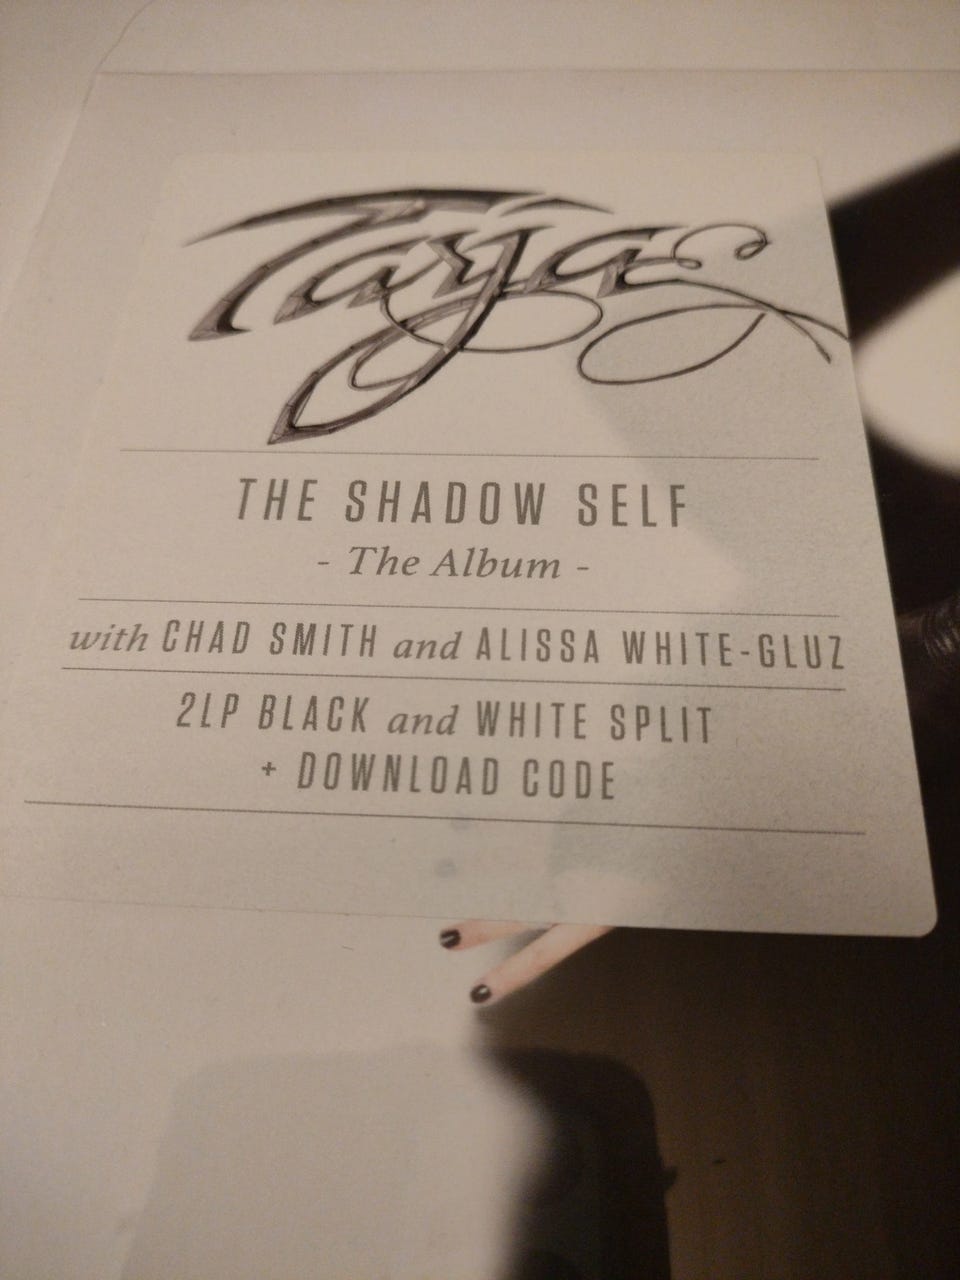 Tarja
THE SHADOW SELF
- The Album -
with CHAD SMITH and ALISSA WHITE-GLUZ
2LP BLACK and WHITE SPLIT
+ DOWNLOAD CODE